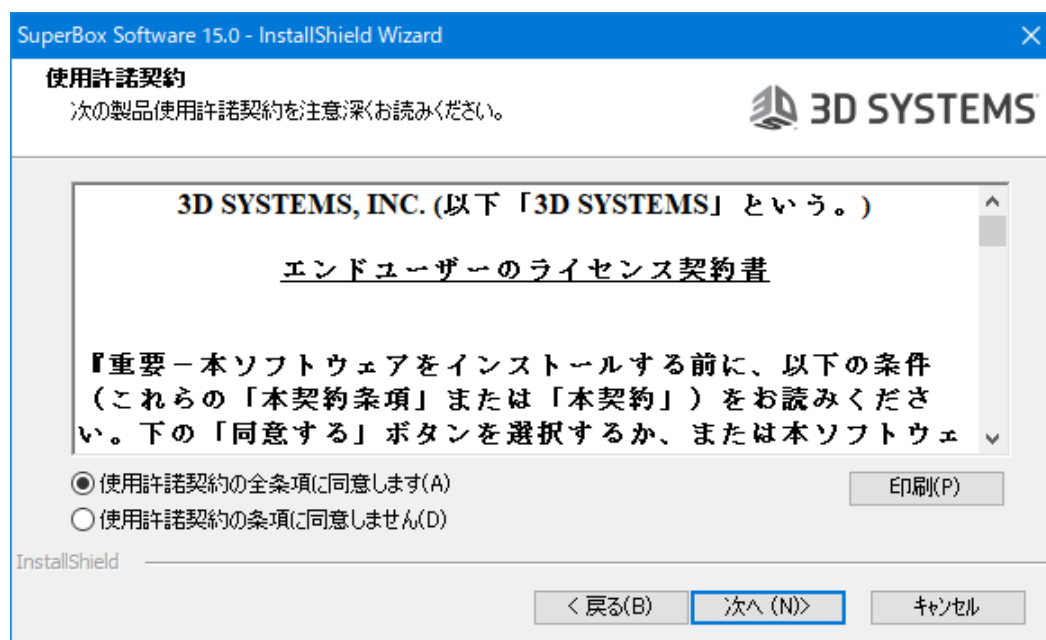 SuperBox Software 15.0 - InstallShield Wizard
使用許諾契約
次の製品使用許諾契約を注意深くお読みください。
3D SYSTEMS
3D SYSTEMS, INC. (以下「3D SYSTEMS」という。)
エンドユーザーのライセンス契約書
『重要－本ソフトウェアをインストールする前に、以下の条件
（これらの「本契約条項」または「本契約」）をお読みくださ
い。下の「同意する」ボタンを選択するか、または本ソフトウェ
使用許諾契約の全条項に同意します(A)
印刷(P)
使用許諾契約の条項に同意しません(D)
InstallShield
< 戻る(B)
次へ (N)>
キャンセル